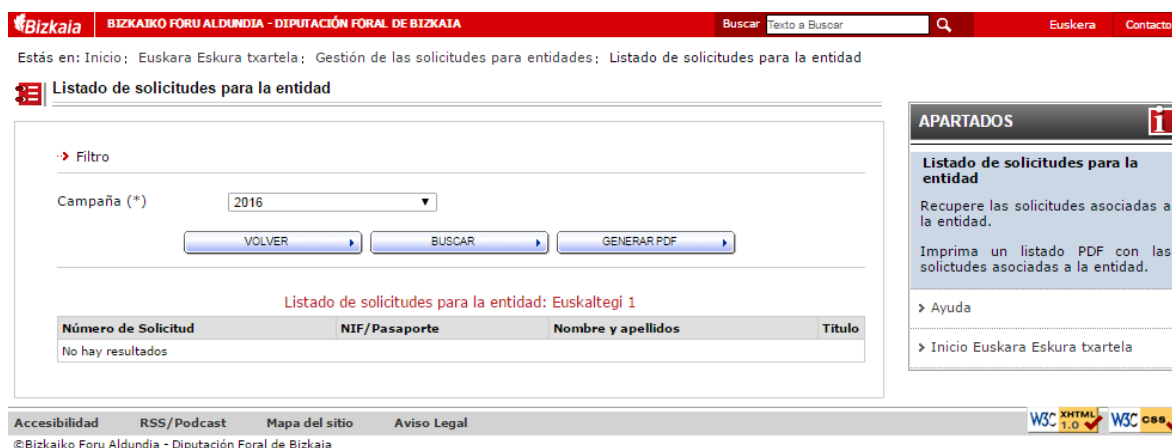 Bizkaia BIZKAIKO FORU ALDUNDIA - DIPUTACIÓN FORAL DE BIZKAIA Buscar Texto a Buscar Euskera Contacto
Estás en: Inicio; Euskara Eskura txartela; Gestión de las solicitudes para entidades; Listado de solicitudes para la entidad
Listado de solicitudes para la entidad
Filtro
Campaña (*) 2016
VOLVER BUSCAR GENERAR PDF
Listado de solicitudes para la entidad: Euskaltegi 1
Número de Solicitud NIF/Pasaporte Nombre y apellidos Título
No hay resultados
APARTADOS i
Listado de solicitudes para la
entidad
Recupere las solicitudes asociadas a
la entidad.
Imprima un listado PDF con las
solictudes asociadas a la entidad.
Ayuda
Inicio Euskara Eskura txartela
Accesibilidad RSS/Podcast Mapa del sitio Aviso Legal W3C XHTML 1.0 W3C css
©Bizkaiko Foru Aldundia - Diputación Foral de Bizkaia